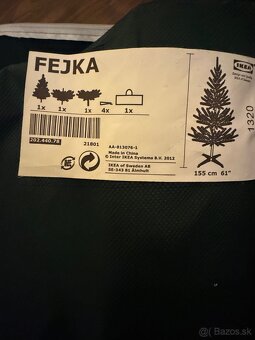 FEJKA
IKEA
1x 1x 1x 4x 1x
202.440.78
21801
AA-813076-1
Made in China
© Inter IKEA Systems B.V. 2012
IKEA of Sweden AB
SE-343 81 Älmhult
155 cm 61"
1320
Bazos.sk